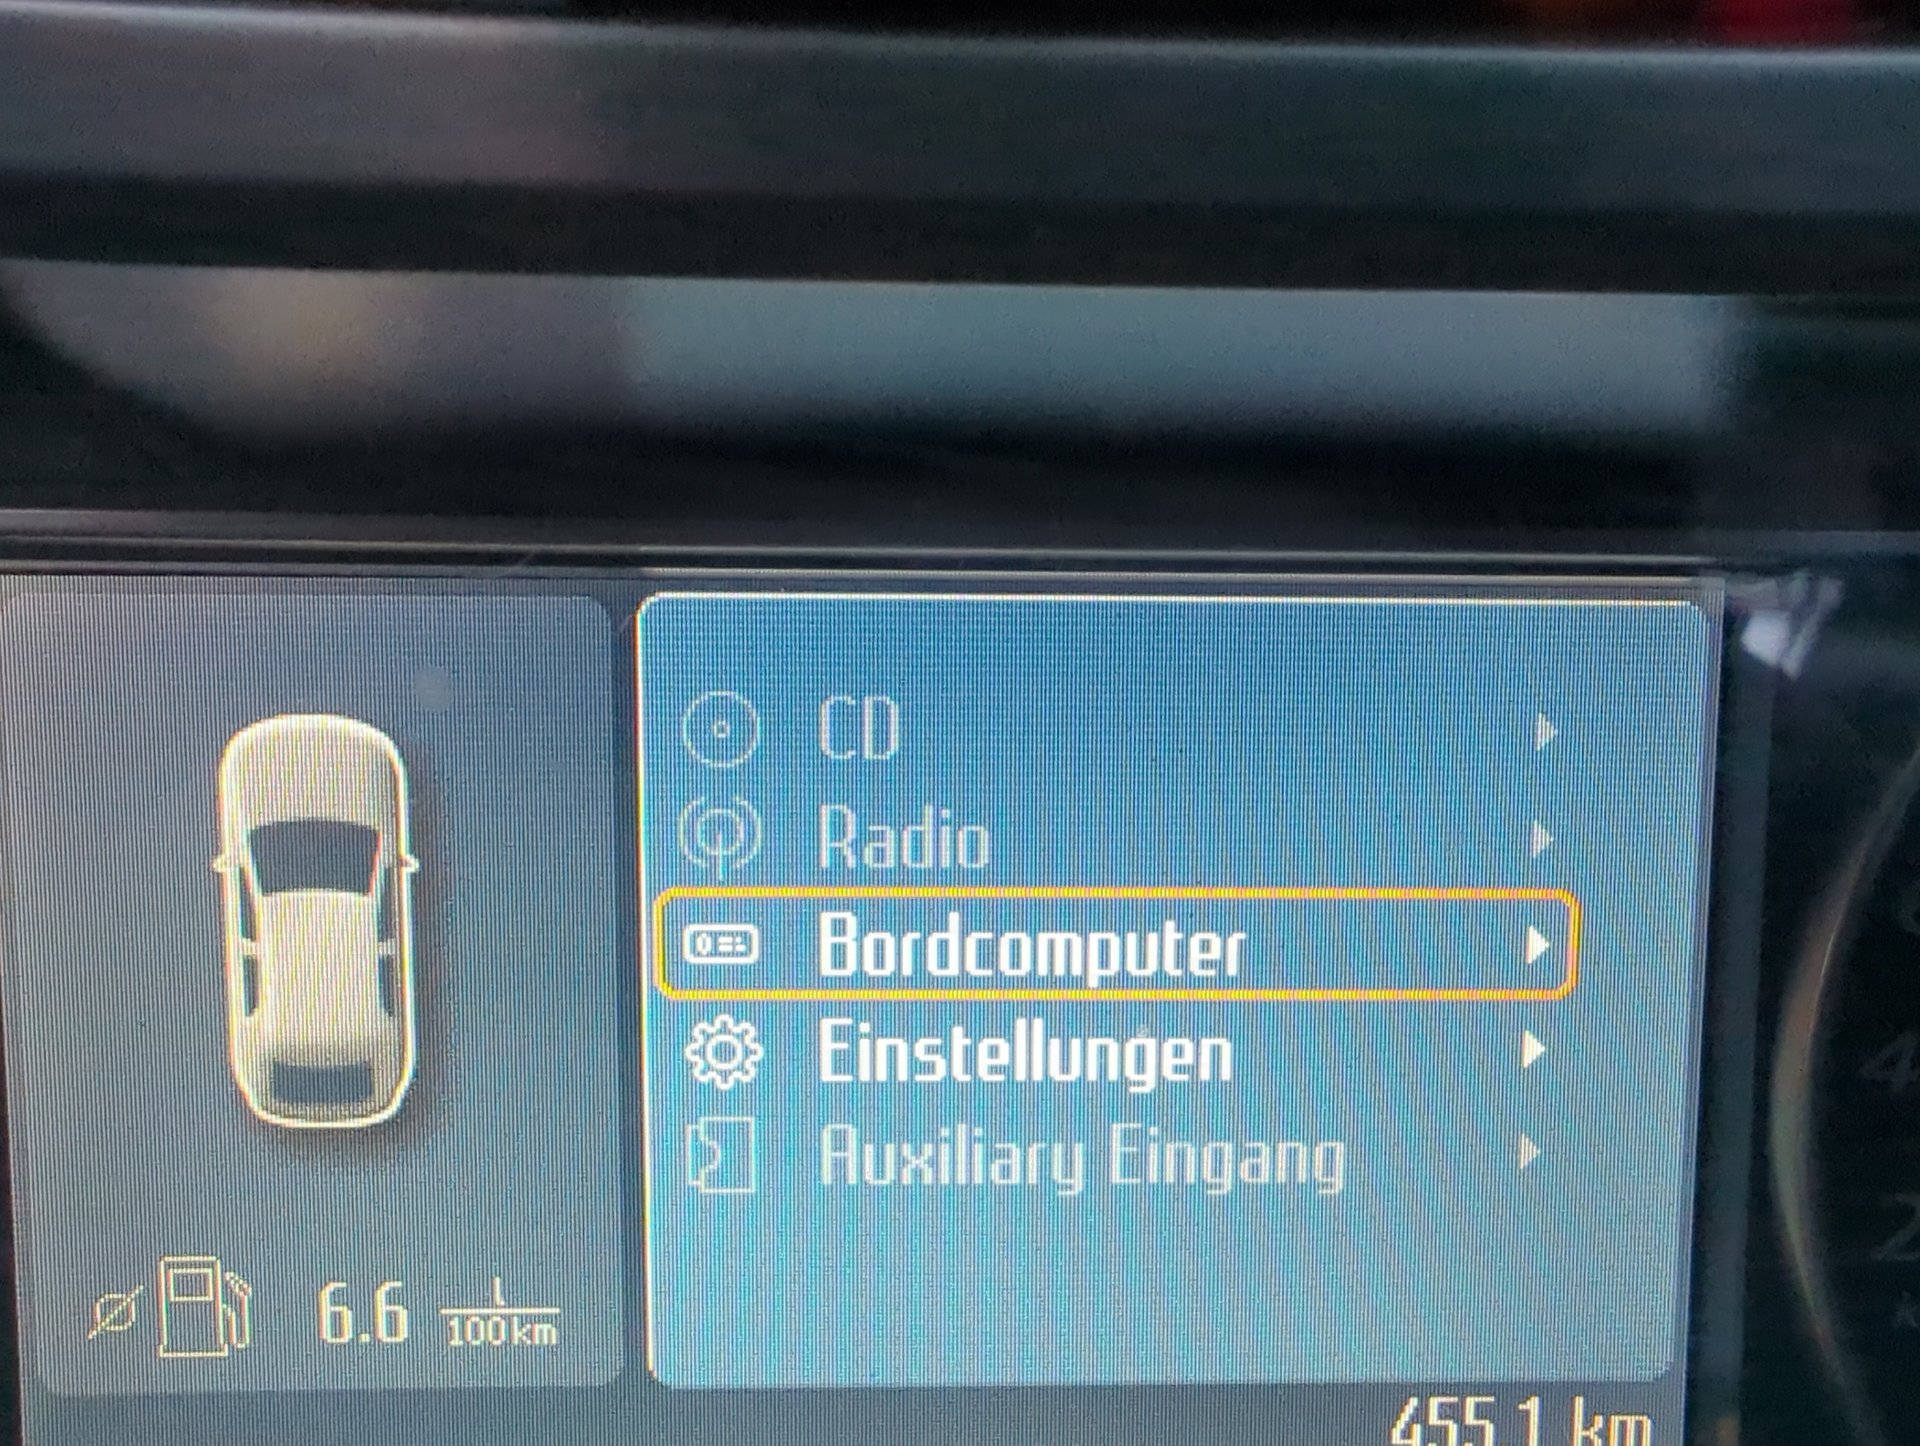 CD
Radio
Bordcomputer
Einstellungen
Auxiliary Eingang
Ø 6.6 L
100km
455.1 km